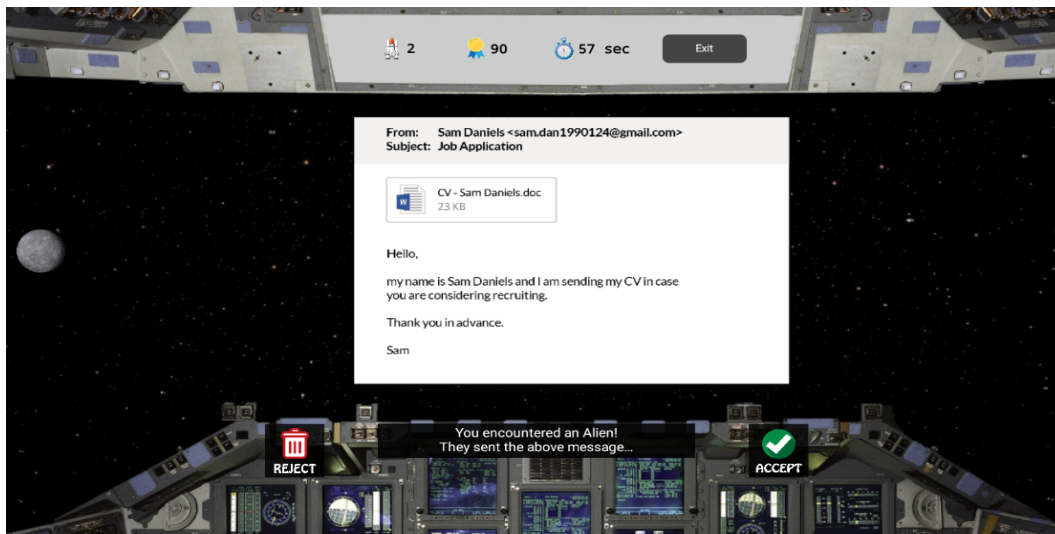 2
90
57 sec
Exit
From: Sam Daniels <sam.dan1990124@gmail.com>
Subject: Job Application
W
CV - Sam Daniels.doc
23 KB
Hello,
my name is Sam Daniels and I am sending my CV in case
you are considering recruiting.
Thank you in advance.
Sam
You encountered an Alien!
They sent the above message...
REJECT
ACCEPT